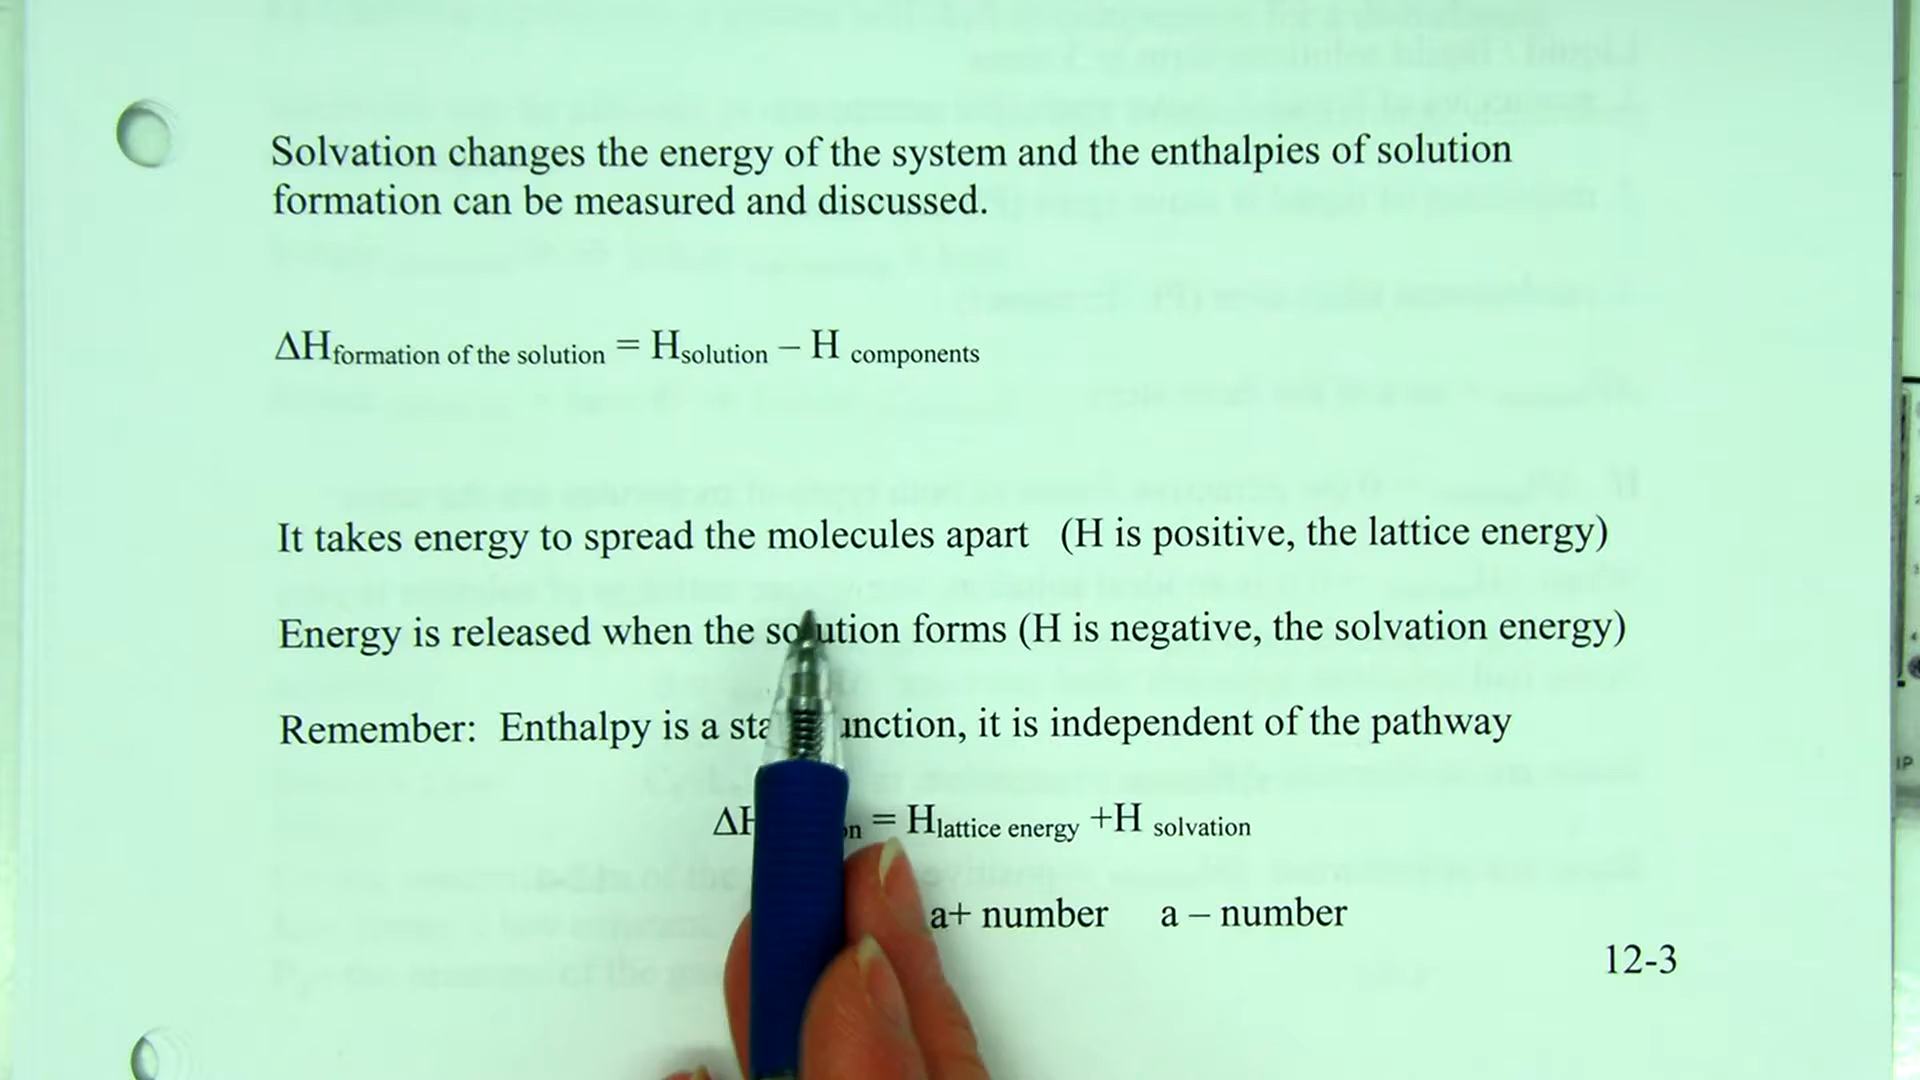 Solvation changes the energy of the system and the enthalpies of solution
formation can be measured and discussed.
ΔHformation of the solution = Hsolution – H components
It takes energy to spread the molecules apart (H is positive, the lattice energy)
Energy is released when the solution forms (H is negative, the solvation energy)
Remember: Enthalpy is a sta unction, it is independent of the pathway
ΔH n = Hlattice energy +H solvation
a+ number a – number
12-3
IP